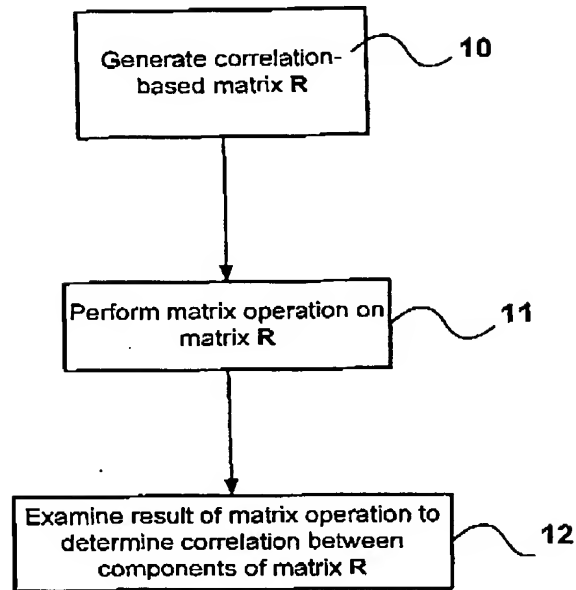 Generate correlation-
based matrix R
10
Perform matrix operation on
matrix R
11
Examine result of matrix operation to
determine correlation between
components of matrix R
12